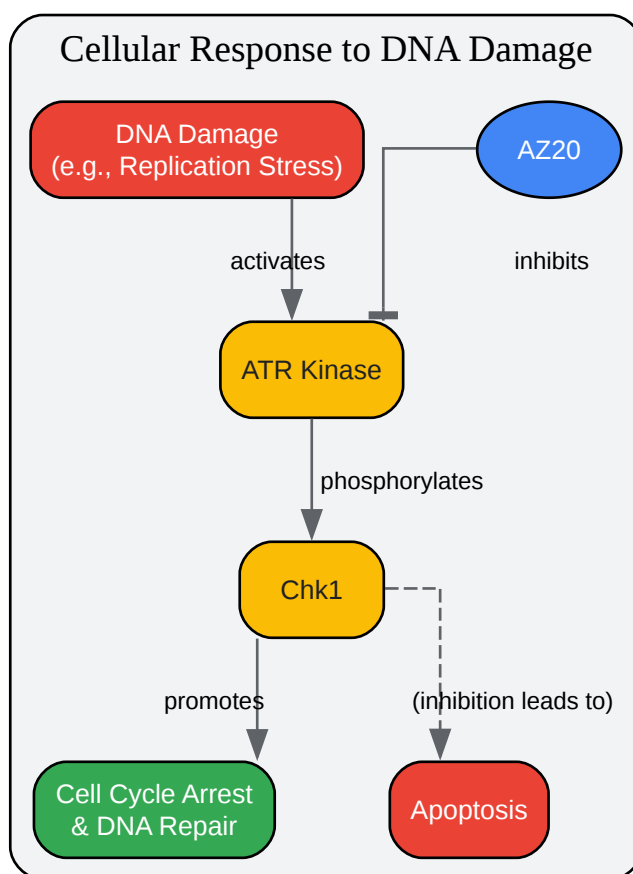 Cellular Response to DNA Damage
DNA Damage
(e.g., Replication Stress)
AZ20
activates
inhibits
ATR Kinase
phosphorylates
Chk1
promotes
(inhibition leads to)
Cell Cycle Arrest
& DNA Repair
Apoptosis